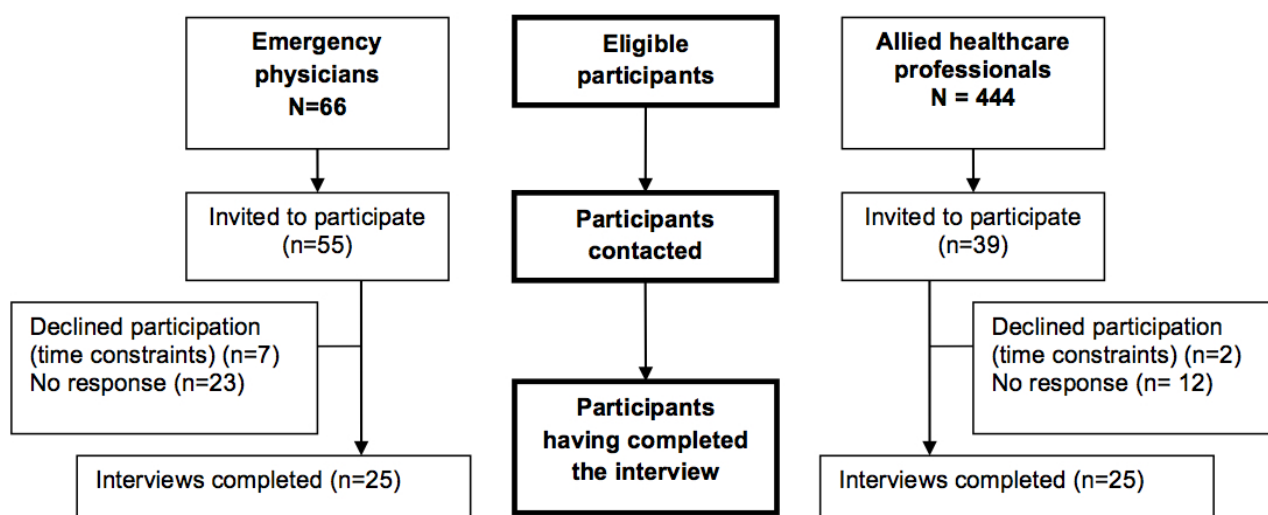 Emergency
physicians
N=66
Eligible
participants
Allied healthcare
professionals
N = 444
Invited to participate
(n=55)
Participants
contacted
Invited to participate
(n=39)
Declined participation
(time constraints) (n=7)
No response (n=23)
Declined participation
(time constraints) (n=2)
No response (n= 12)
Participants
having completed
the interview
Interviews completed (n=25)
Interviews completed (n=25)